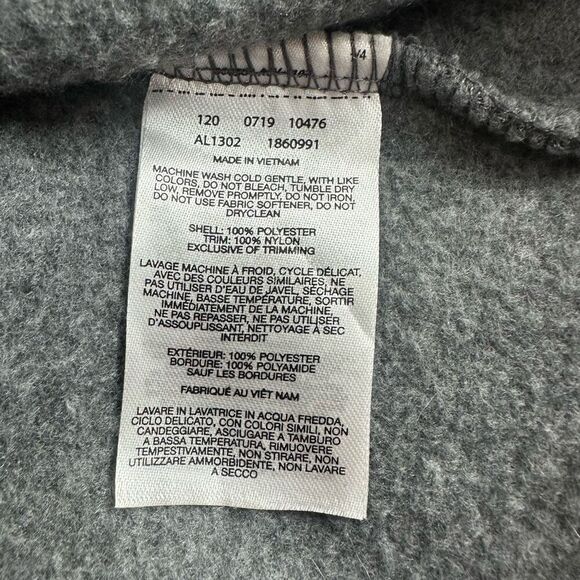 120 0719 10476
AL1302 1860991
MADE IN VIETNAM
MACHINE WASH COLD GENTLE, WITH LIKE
COLORS, DO NOT BLEACH, TUMBLE DRY
LOW, REMOVE PROMPTLY, DO NOT IRON,
DO NOT USE FABRIC SOFTENER, DO NOT
DRYCLEAN
SHELL: 100% POLYESTER
TRIM: 100% NYLON
EXCLUSIVE OF TRIMMING
LAVAGE MACHINE À FROID, CYCLE DÉLICAT,
AVEC DES COULEURS SIMILAIRES, NE
PAS UTILISER D'EAU DE JAVEL, SÉCHAGE
MACHINE, BASSE TEMPÉRATURE, SORTIR
IMMÉDIATEMENT DE LA MACHINE,
NE PAS REPASSER, NE PAS UTILISER
D'ASSOUPLISSANT, NETTOYAGE À SEC
INTERDIT
EXTÉRIEUR: 100% POLYESTER
BORDURE: 100% POLYAMIDE
SAUF LES BORDURES
FABRIQUÉ AU VIÊT NAM
LAVARE IN LAVATRICE IN ACQUA FREDDA,
CICLO DELICATO, CON COLORI SIMILI, NON
CANDEGGIARE, ASCIUGARE A TAMBURO
A BASSA TEMPERATURA, RIMUOVERE
TEMPESTIVAMENTE, NON STIRARE, NON
UTILIZZARE AMMORBIDENTE, NON LAVARE
A SECCO